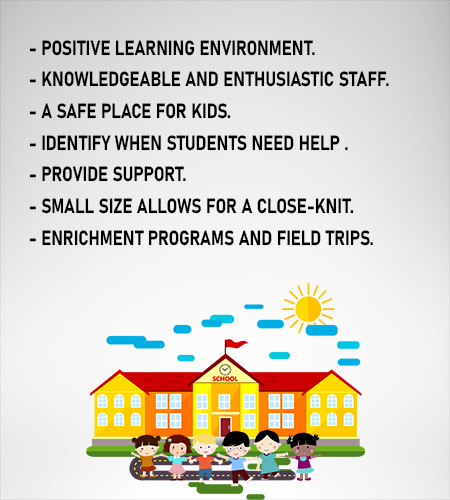 - POSITIVE LEARNING ENVIRONMENT.
- KNOWLEDGEABLE AND ENTHUSIASTIC STAFF.
- A SAFE PLACE FOR KIDS.
- IDENTIFY WHEN STUDENTS NEED HELP .
- PROVIDE SUPPORT.
- SMALL SIZE ALLOWS FOR A CLOSE-KNIT.
- ENRICHMENT PROGRAMS AND FIELD TRIPS.
SCHOOL